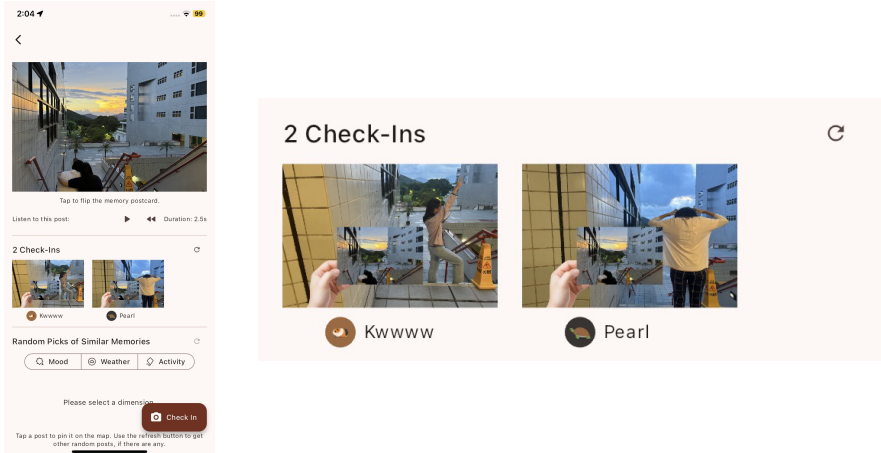 2:04
99
Tap to flip the memory postcard.
Listen to this post:
Duration: 2.5s
2 Check-Ins
Kwwww
Pearl
Random Picks of Similar Memories
Mood
Weather
Activity
Please select a dimension
Check In
Tap a post to pin it on the map. Use the refresh button to get
other random posts, if there are any.
2 Check-Ins
Kwwww
Pearl